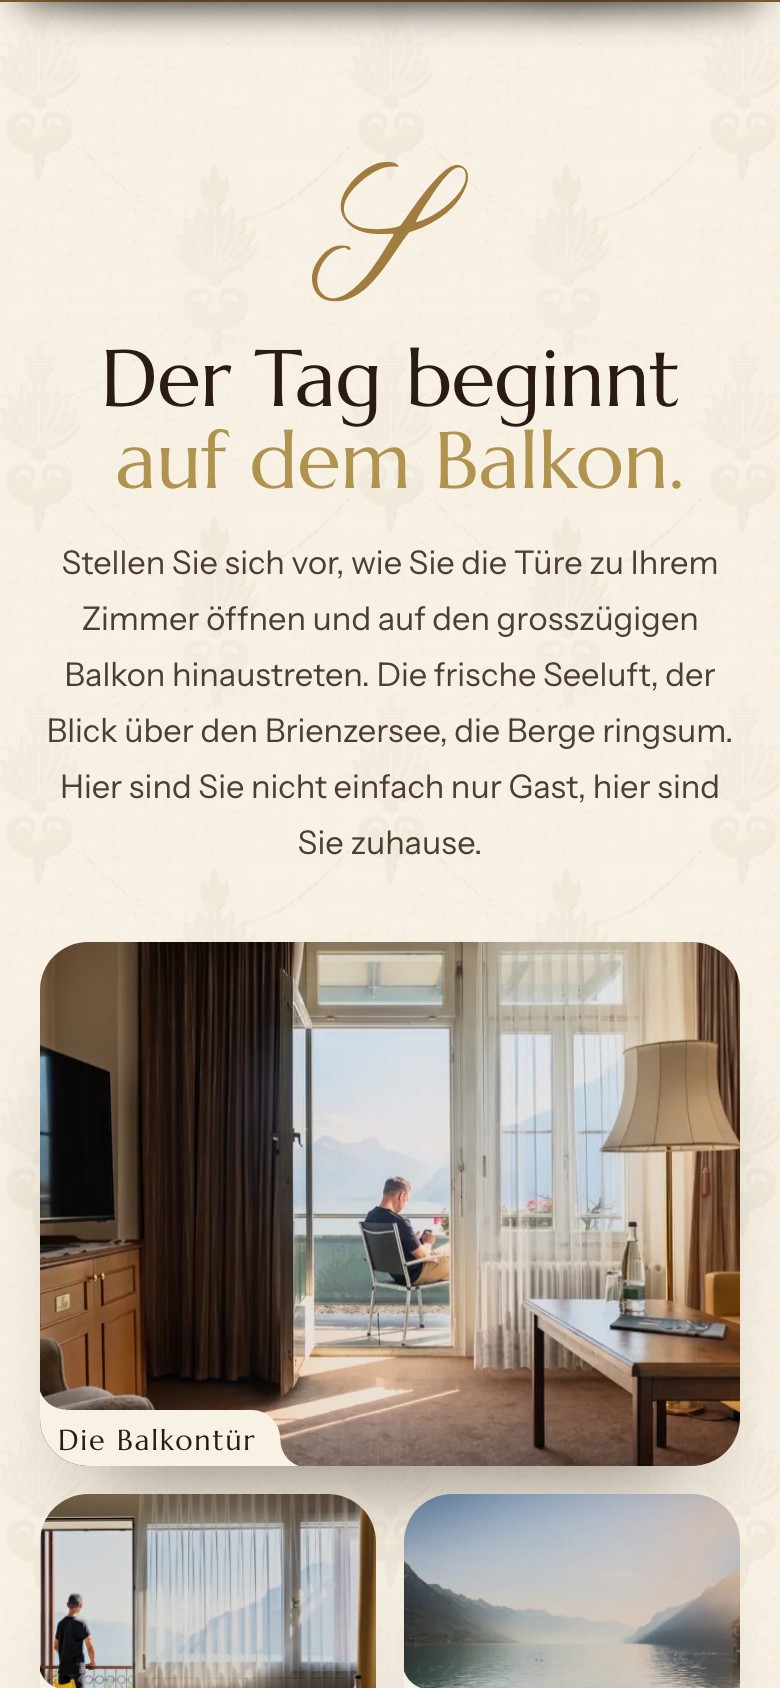 S
Der Tag beginnt
auf dem Balkon.
Stellen Sie sich vor, wie Sie die Türe zu Ihrem
Zimmer öffnen und auf den grosszügigen
Balkon hinaustreten. Die frische Seeluft, der
Blick über den Brienzersee, die Berge ringsum.
Hier sind Sie nicht einfach nur Gast, hier sind
Sie zuhause.
Die Balkontür